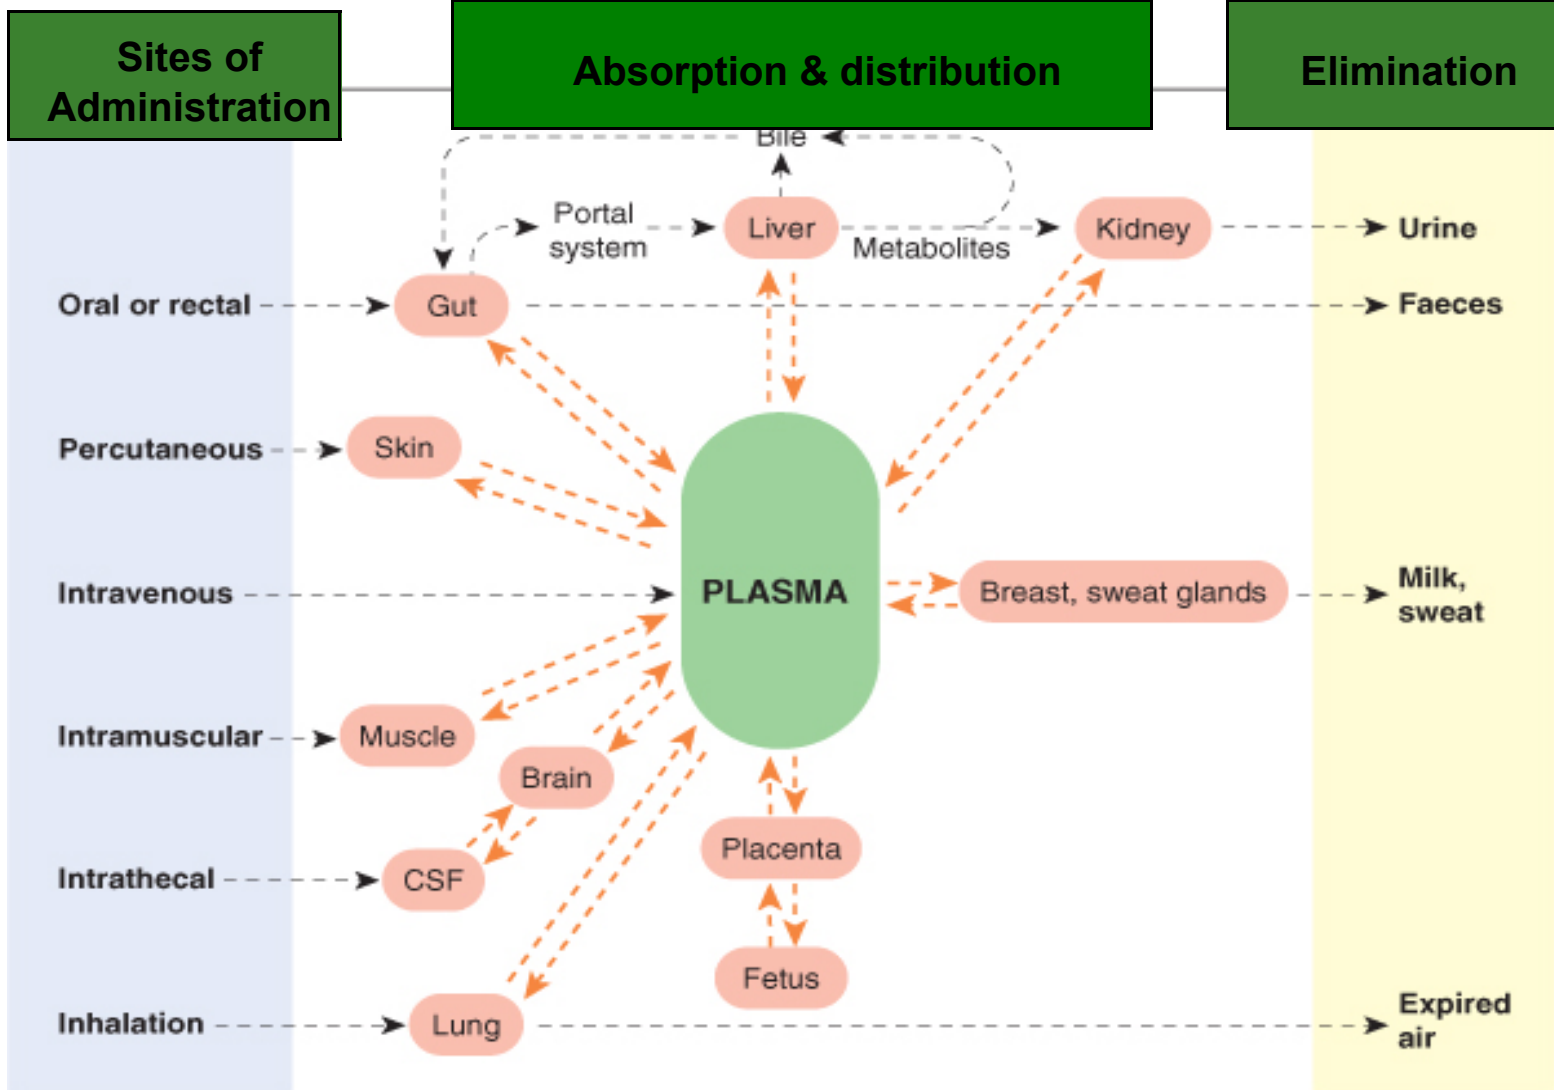 Sites of
Administration
Absorption & distribution
Elimination
Bile
Portal
system
Liver
Metabolites
Kidney
Urine
Oral or rectal
Gut
Faeces
Percutaneous
Skin
Intravenous
PLASMA
Breast, sweat glands
Milk,
sweat
Intramuscular
Muscle
Brain
Placenta
Intrathecal
CSF
Fetus
Inhalation
Lung
Expired
air